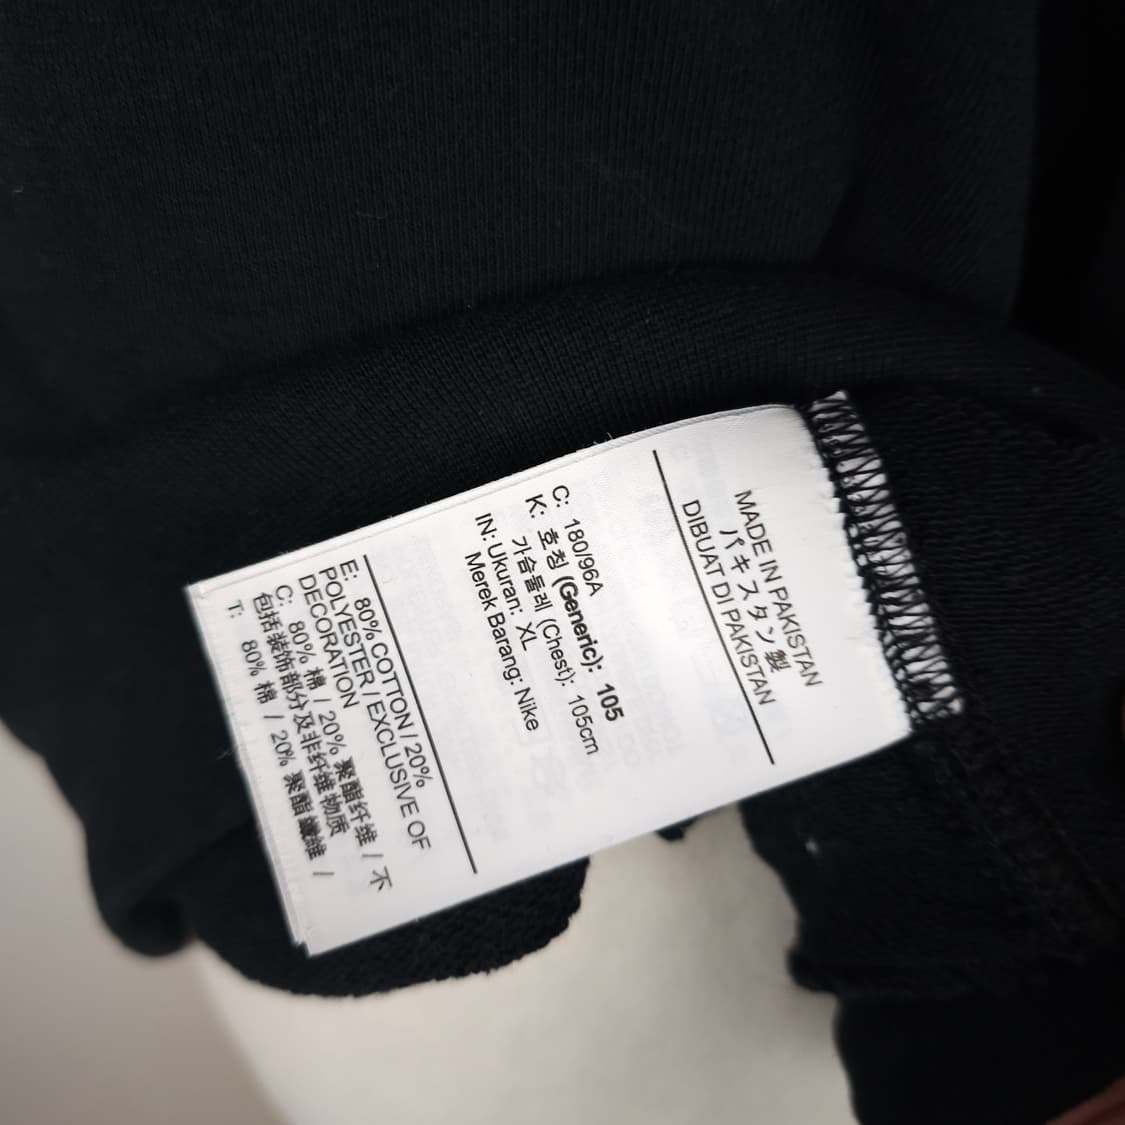 MADE IN PAKISTAN
パキスタン製
DIBUAT DI PAKISTAN
C: 180/96A
K: 호칭 (Generic): 105
가슴둘레 (Chest): 105cm
IN: Ukuran: XL
Merek Barang: Nike
E: 80% COTTON / 20%
POLYESTER / EXCLUSIVE OF
DECORATION
C: 80% 棉 / 20% 聚酯纤维 / 不
包括装饰部分及非纤维物质
T: 80% 棉 / 20% 聚酯纖維 /